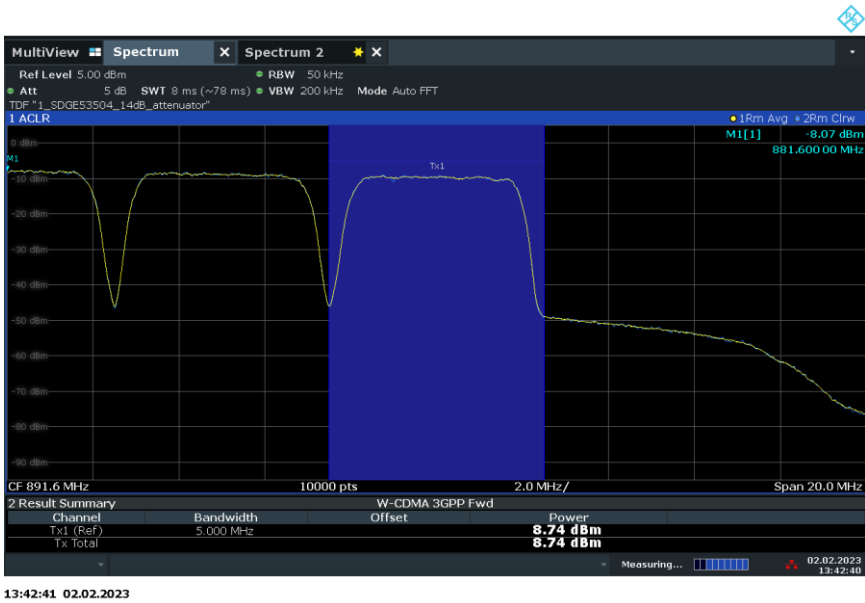 R&S
MultiView Spectrum X Spectrum 2 X
Ref Level 5.00 dBm RBW 50 kHz
Att 5 dB SWT 8 ms (~78 ms) VBW 200 kHz Mode Auto FFT
TDF "1_SDGE53504_14dB_attenuator"
1 ACLR 1Rm Avg 2Rm Clrw
M1[1] -8.07 dBm
881.600 00 MHz
0 dBm
M1
Tx1
-10 dBm
-20 dBm
-30 dBm
-40 dBm
-50 dBm
-60 dBm
-70 dBm
-80 dBm
-90 dBm
CF 891.6 MHz 10000 pts 2.0 MHz/ Span 20.0 MHz
2 Result Summary W-CDMA 3GPP Fwd
Channel Bandwidth Offset Power
Tx1 (Ref) 5.000 MHz 8.74 dBm
Tx Total 8.74 dBm
Measuring... 02.02.2023
13:42:40
13:42:41 02.02.2023